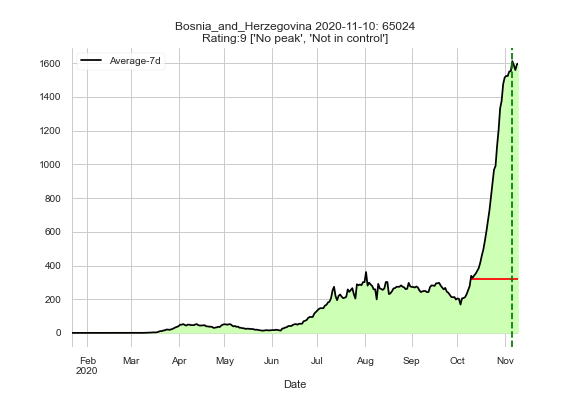 Bosnia_and_Herzegovina 2020-11-10: 65024
Rating:9 ['No peak', 'Not in control']
Average-7d
1600
1400
1200
1000
800
600
400
200
0
Feb Mar Apr May Jun Jul Aug Sep Oct Nov
2020
Date